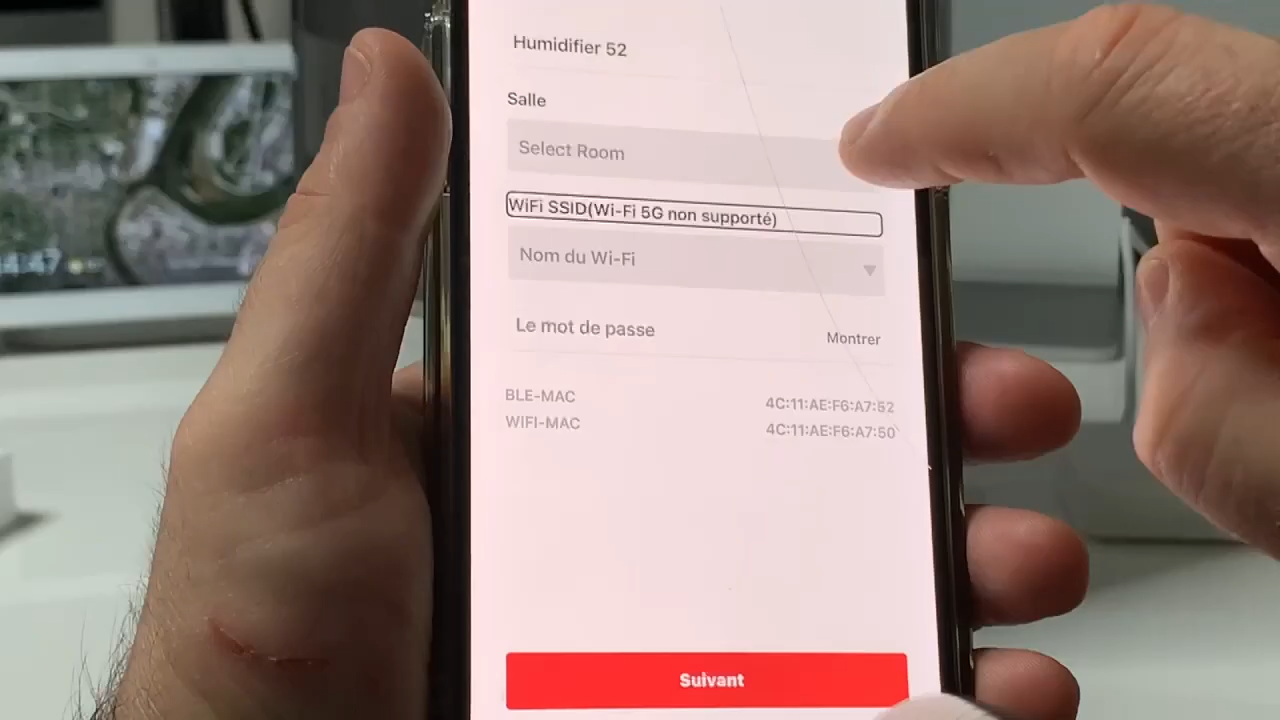 Humidifier 52
Salle
Select Room
WiFi SSID(Wi-Fi 5G non supporté)
Nom du Wi-Fi
Le mot de passe
Montrer
BLE-MAC 4C:11:AE:F6:A7:52
WIFI-MAC 4C:11:AE:F6:A7:50
Suivant